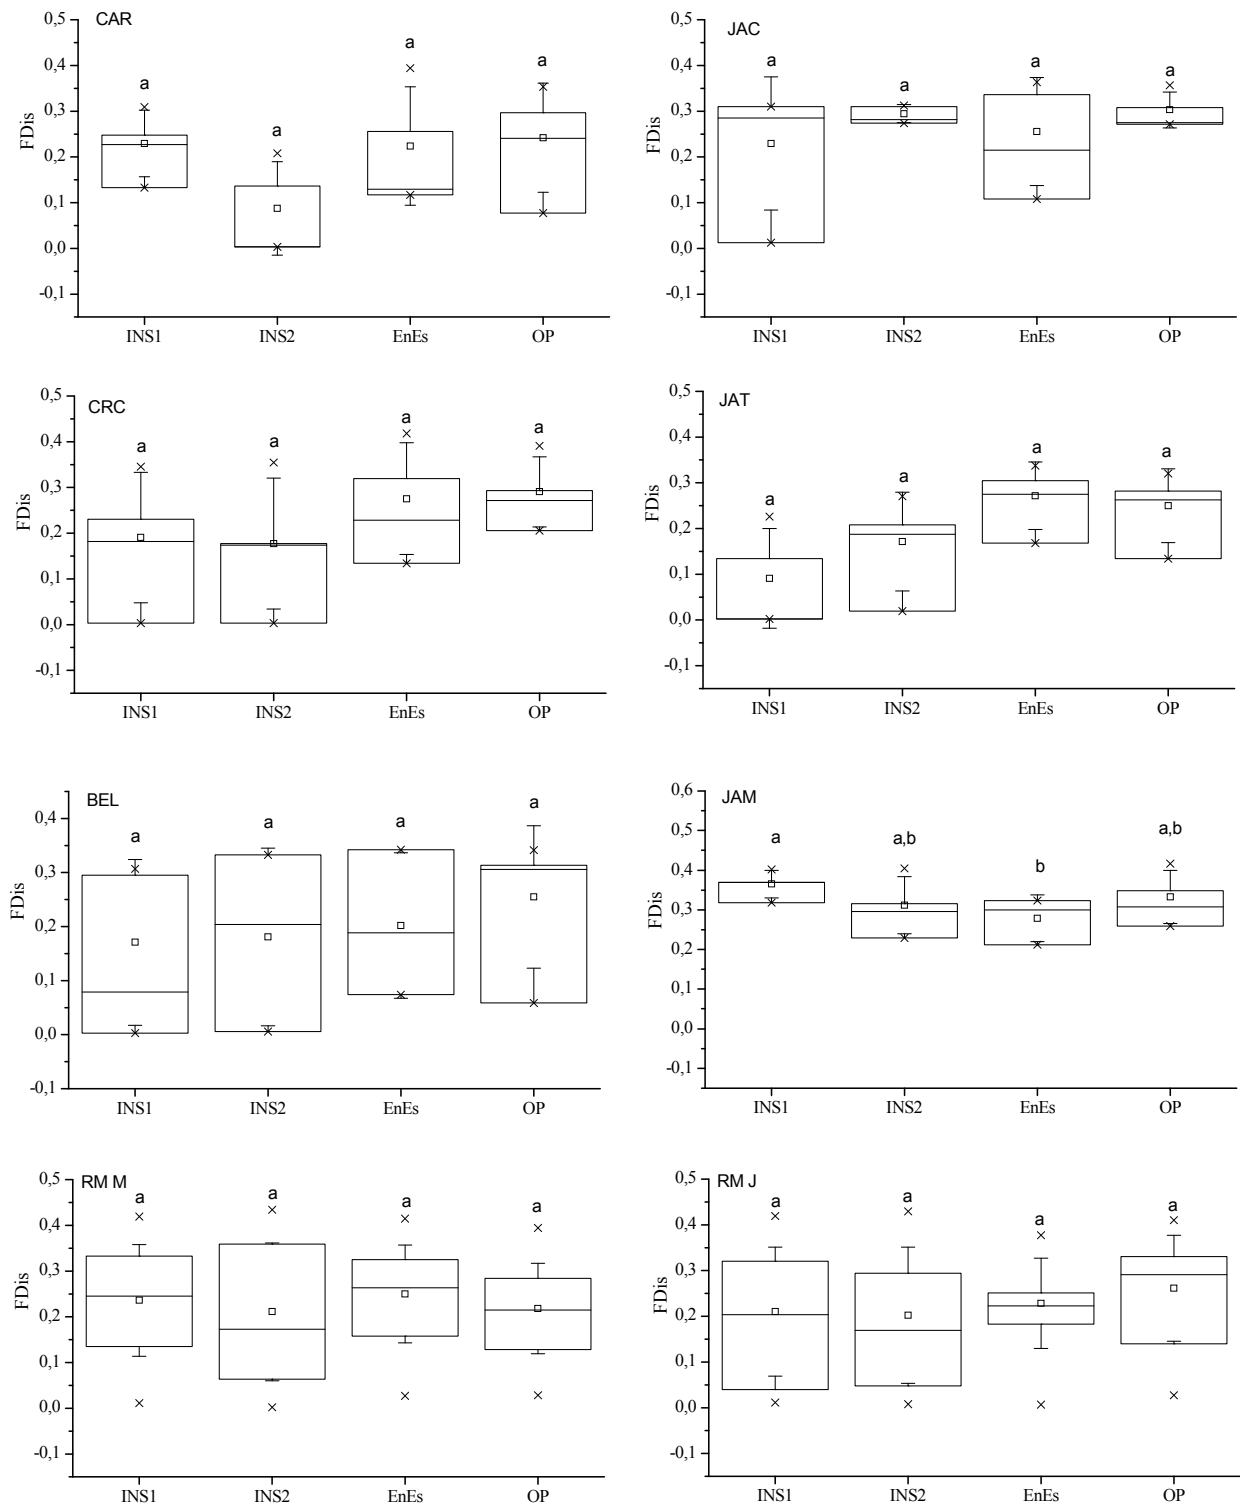 CAR
a
a
a
a
0,5
0,4
0,3
0,2
0,1
0,0
-0,1
FDis
INS1
INS2
EnEs
OP
JAC
a
a
a
a
0,5
0,4
0,3
0,2
0,1
0,0
-0,1
FDis
INS1
INS2
EnEs
OP
CRC
a
a
a
a
0,5
0,4
0,3
0,2
0,1
0,0
-0,1
FDis
INS1
INS2
EnEs
OP
JAT
a
a
a
a
0,5
0,4
0,3
0,2
0,1
0,0
-0,1
FDis
INS1
INS2
EnEs
OP
BEL
a
a
a
a
0,4
0,3
0,2
0,1
0,0
-0,1
FDis
INS1
INS2
EnEs
OP
JAM
a
a,b
b
a,b
0,6
0,5
0,4
0,3
0,2
0,1
0,0
-0,1
FDis
INS1
INS2
EnEs
OP
RM M
a
a
a
a
0,5
0,4
0,3
0,2
0,1
0,0
-0,1
FDis
INS1
INS2
EnEs
OP
RM J
a
a
a
a
0,5
0,4
0,3
0,2
0,1
0,0
-0,1
FDis
INS1
INS2
EnEs
OP